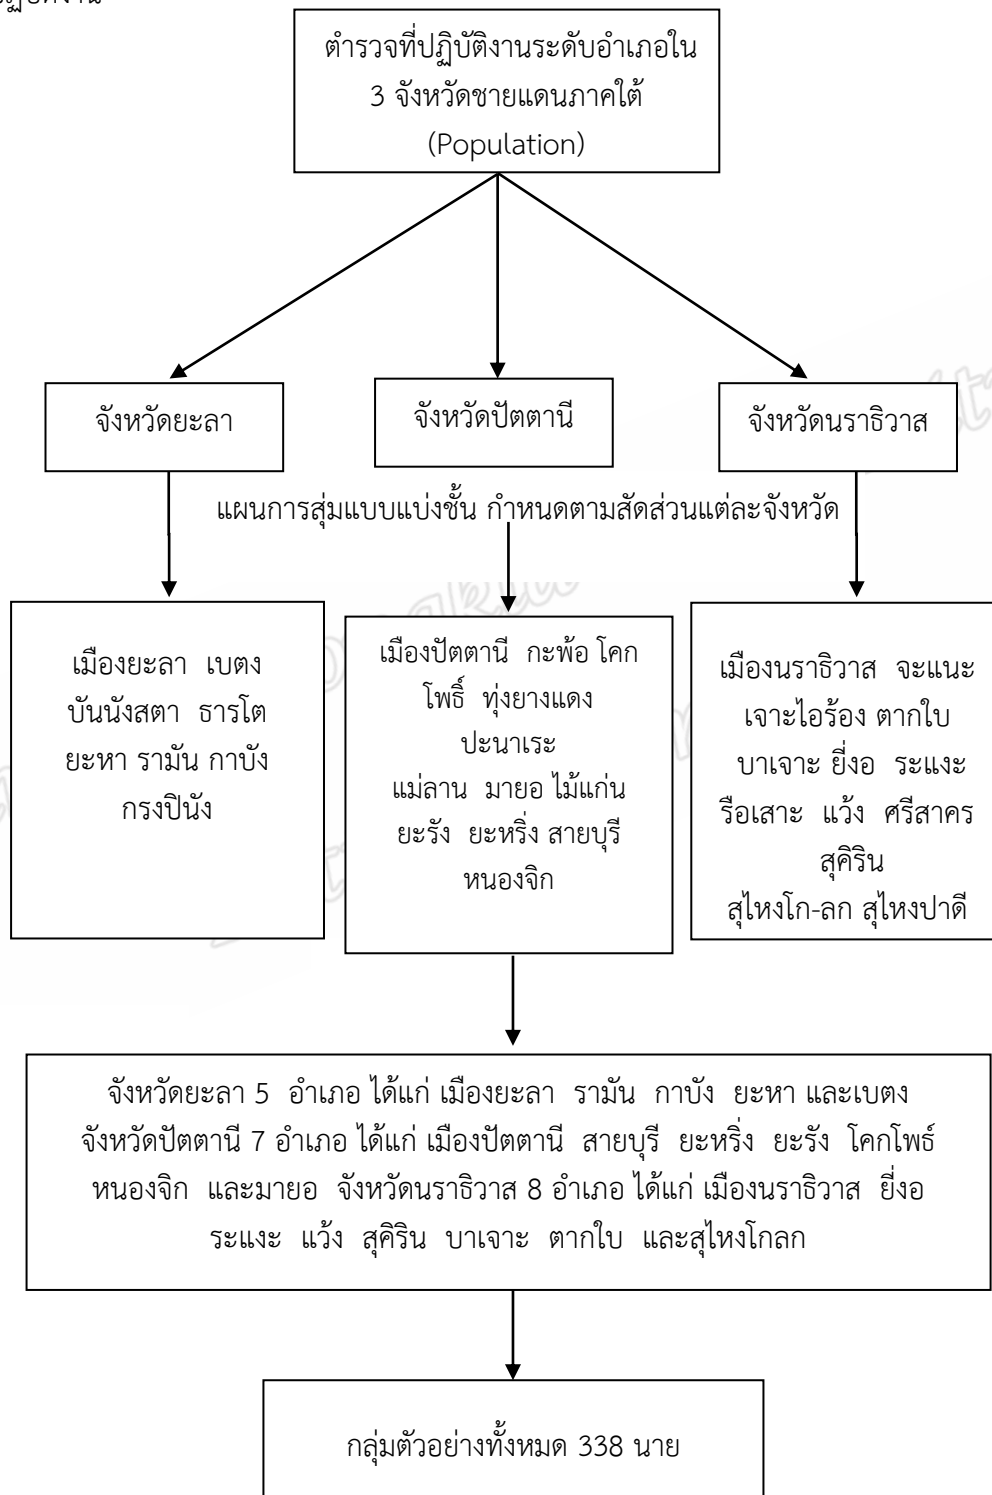 ตำรวจที่ปฏิบัติงานระดับอำเภอใน
3 จังหวัดชายแดนภาคใต้
(Population)
จังหวัดยะลา
จังหวัดปัตตานี
จังหวัดนราธิวาส
แผนการสุ่มแบบแบ่งชั้น กำหนดตามสัดส่วนแต่ละจังหวัด
เมืองยะลา เบตง
บันนังสตา ธารโต
ยะหา รามัน กาบัง
กรงปินัง
เมืองปัตตานี กะพ้อ โคก
โพธิ์ ทุ่งยางแดง
ปะนาเระ
แม่ลาน มายอ ไม้แก่น
ยะรัง ยะหริ่ง สายบุรี
หนองจิก
เมืองนราธิวาส จะแนะ
เจาะไอร้อง ตากใบ
บาเจาะ ยี่งอ ระแงะ
รือเสาะ แว้ง ศรีสาคร
สุคิริน
สุไหงโก-ลก สุไหงปาดี
จังหวัดยะลา 5 อำเภอ ได้แก่ เมืองยะลา รามัน กาบัง ยะหา และเบตง
จังหวัดปัตตานี 7 อำเภอ ได้แก่ เมืองปัตตานี สายบุรี ยะหริ่ง ยะรัง โคกโพธ์
หนองจิก และมายอ จังหวัดนราธิวาส 8 อำเภอ ได้แก่ เมืองนราธิวาส ยี่งอ
ระแงะ แว้ง สุคิริน บาเจาะ ตากใบ และสุไหงโกลก
กลุ่มตัวอย่างทั้งหมด 338 นาย